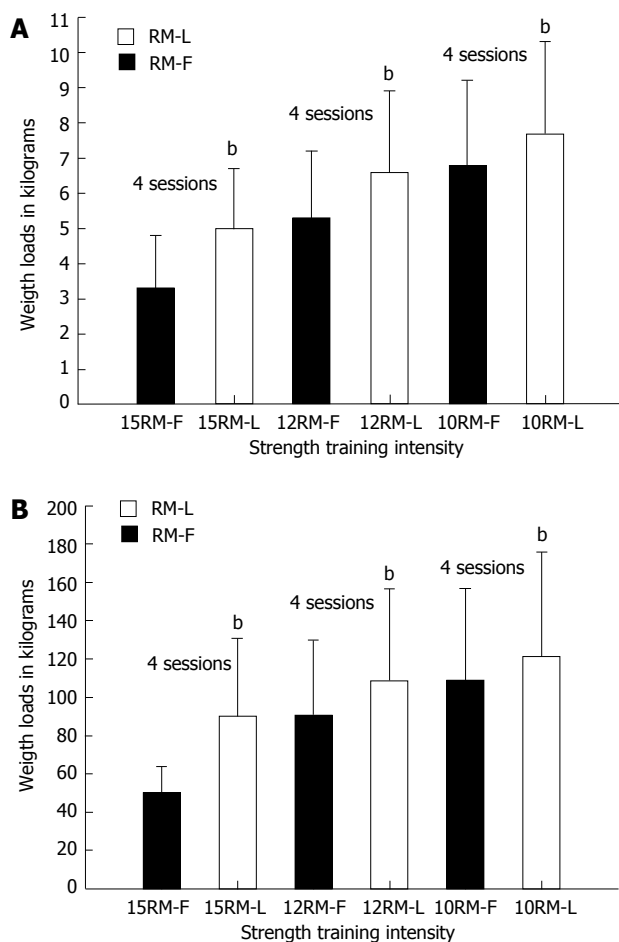 A
RM-L
RM-F
11
10
9
8
7
6
5
4
3
2
1
0
Weigth loads in kilograms
4 sessions
b
4 sessions
b
4 sessions
b
15RM-F 15RM-L 12RM-F 12RM-L 10RM-F 10RM-L
Strength training intensity
B
RM-L
RM-F
200
180
160
140
120
100
80
60
40
20
0
Weigth loads in kilograms
4 sessions
b
4 sessions
b
4 sessions
b
15RM-F 15RM-L 12RM-F 12RM-L 10RM-F 10RM-L
Strength training intensity